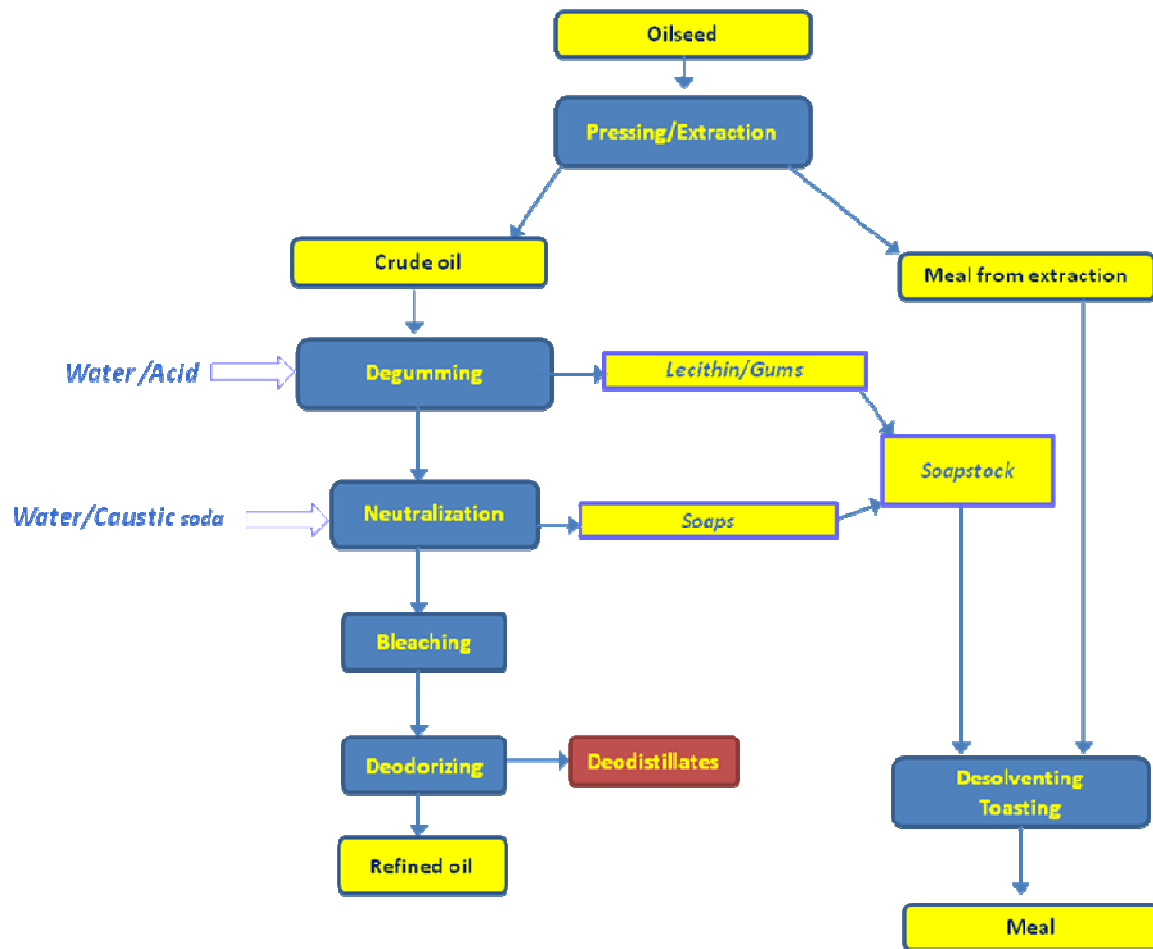 Oilseed
Pressing/Extraction
Crude oil
Meal from extraction
Water /Acid
Degumming
Lecithin/Gums
Soapstock
Water/Caustic soda
Neutralization
Soaps
Bleaching
Deodorizing
Deodistillates
Desolventing
Toasting
Refined oil
Meal